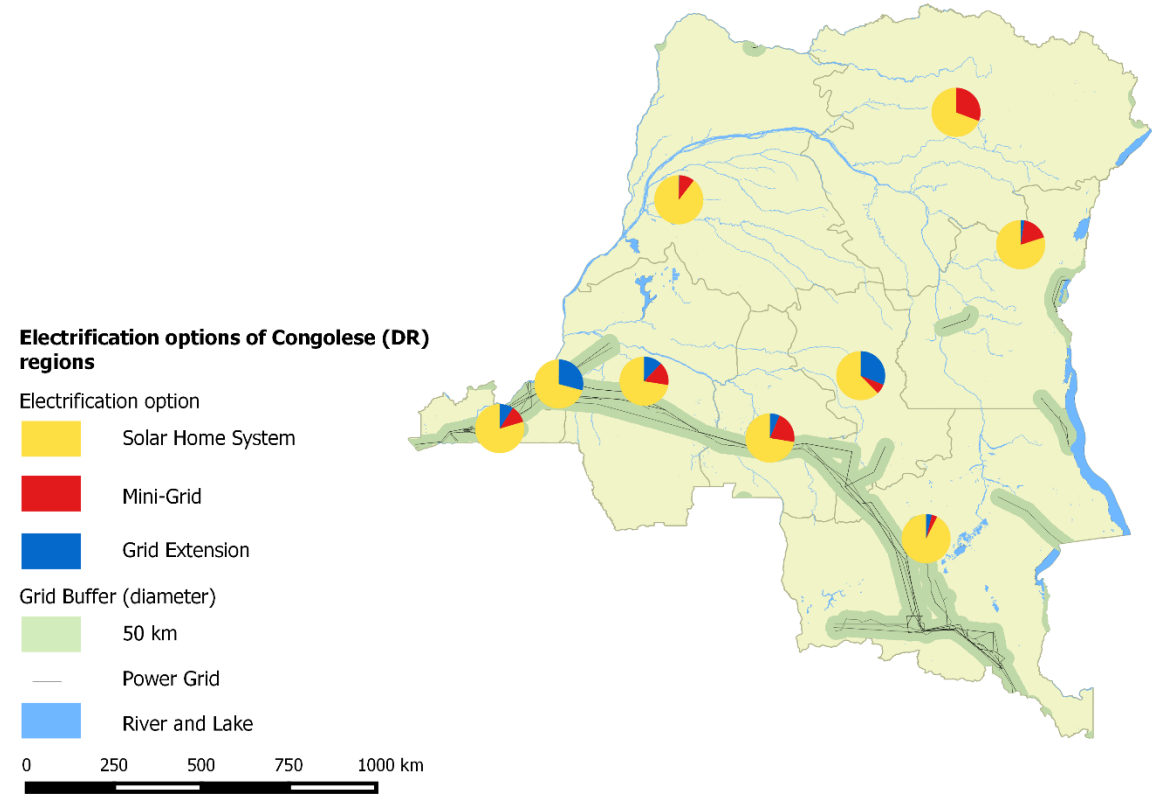 Electrification options of Congolese (DR)
regions
Electrification option
Solar Home System
Mini-Grid
Grid Extension
Grid Buffer (diameter)
50 km
Power Grid
River and Lake
0 250 500 750 1000 km